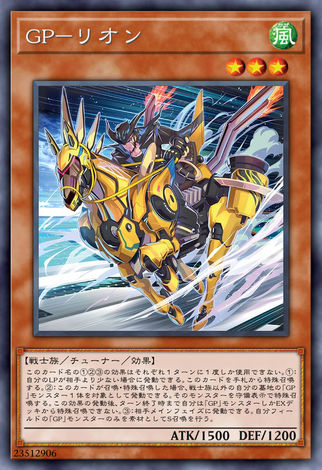 GP－リオン
風
【戦士族／チューナー／効果】
このカード名の①②③の効果はそれぞれ１ターンに１度しか使用できない。①：
自分のLPが相手より少ない場合に発動できる。このカードを手札から特殊召喚
する。②：このカードが召喚・特殊召喚した場合、戦士族以外の自分の墓地の「GP」
モンスター１体を対象として発動できる。そのモンスターを守備表示で特殊召
喚する。この効果の発動後、ターン終了時まで自分は「GP」モンスターしかEXデ
ッキから特殊召喚できない。③：相手メインフェイズに発動できる。自分フィー
ルドの「GP」モンスターのみを素材としてS召喚を行う。
ATK/1500 DEF/1200
23512906